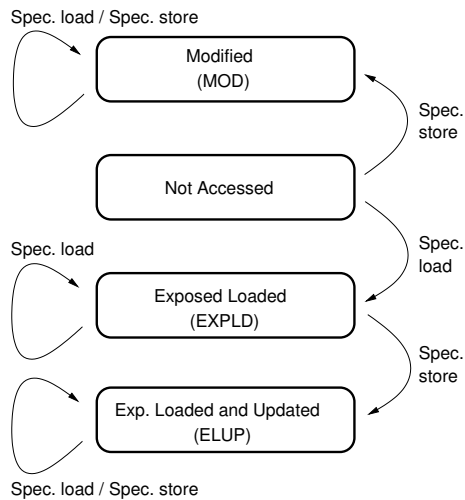 Spec. load / Spec. store
Modified
(MOD)
Spec.
store
Not Accessed
Spec.
load
Spec. load
Exposed Loaded
(EXPLD)
Spec.
store
Exp. Loaded and Updated
(ELUP)
Spec. load / Spec. store